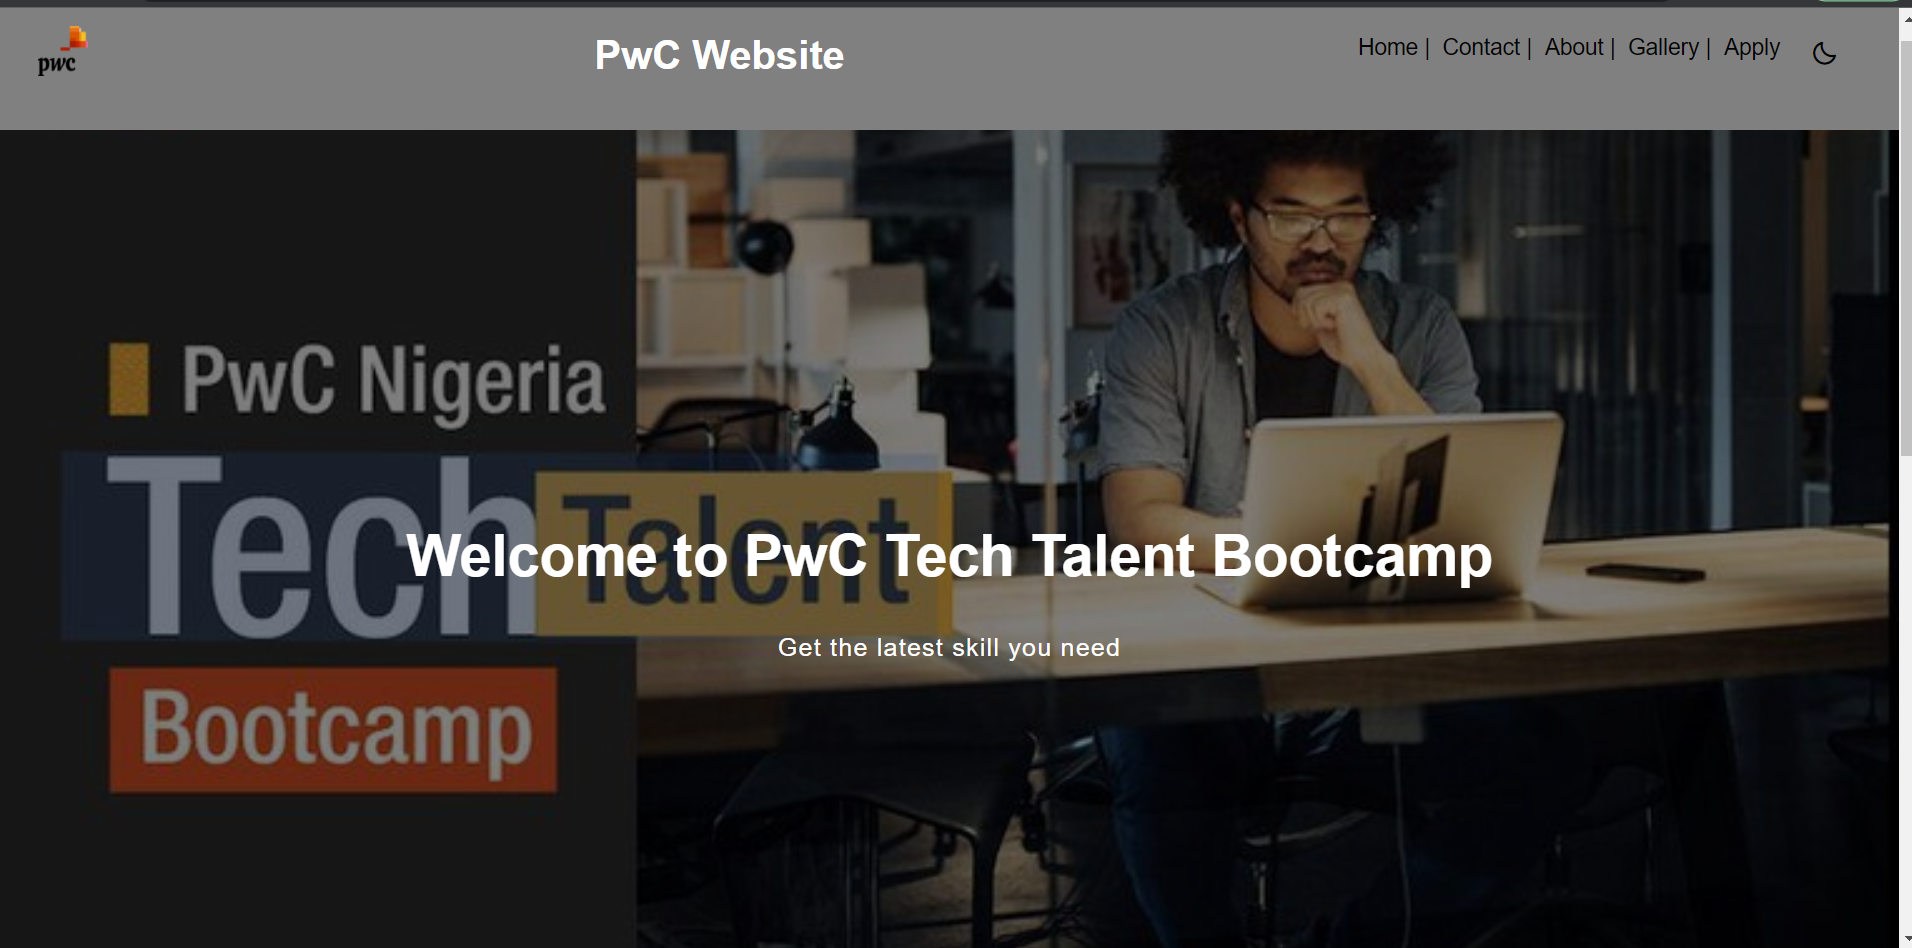 pwc
PwC Website
Home | Contact | About | Gallery | Apply
PwC Nigeria
Tech Talent
Welcome to PwC Tech Talent Bootcamp
Get the latest skill you need
Bootcamp